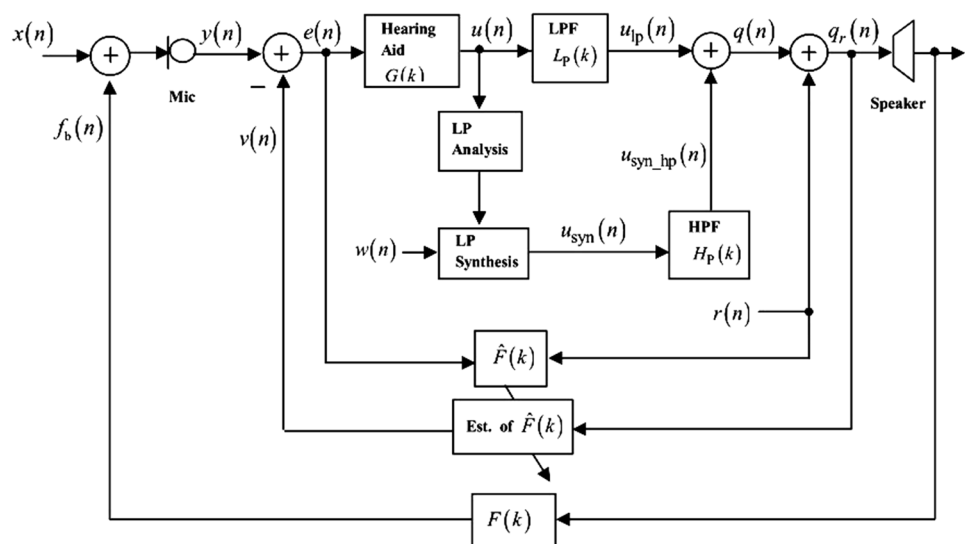 x(n)
+
Mic
y(n)
+
−
e(n)
Hearing
Aid
G(k)
u(n)
LPF
L_P(k)
u_lp(n)
+
q(n)
+
q_r(n)
Speaker
f_b(n)
v(n)
LP
Analysis
u_syn_hp(n)
w(n)
LP
Synthesis
u_syn(n)
HPF
H_P(k)
r(n)
F̂(k)
Est. of F̂(k)
F(k)